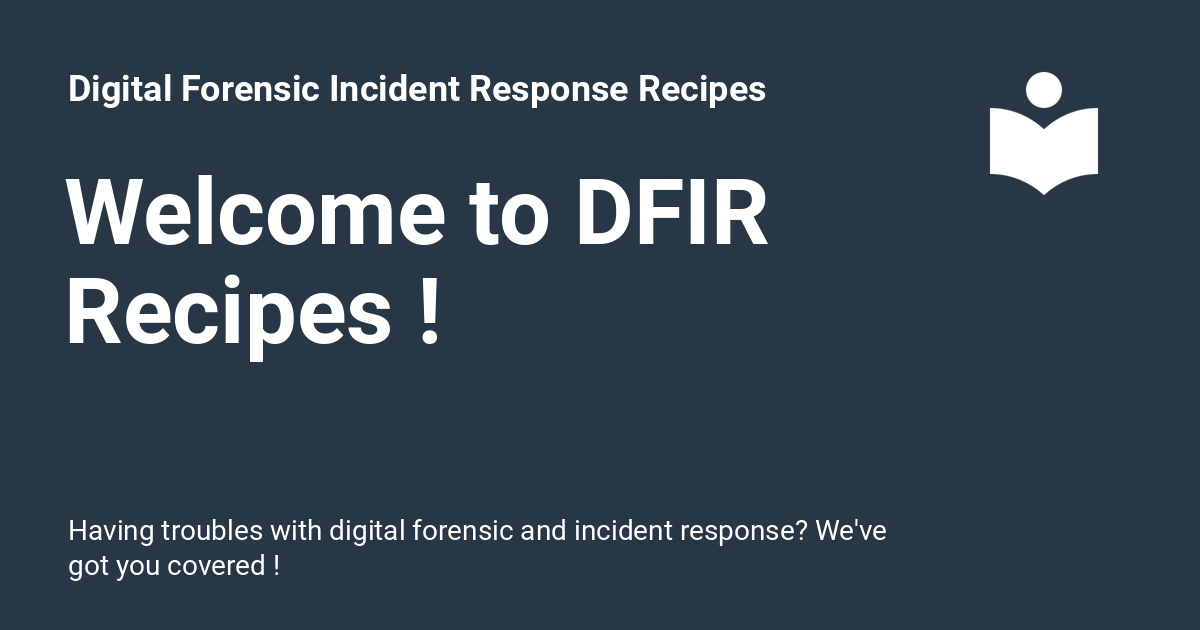 Digital Forensic Incident Response Recipes
Welcome to DFIR
Recipes !
Having troubles with digital forensic and incident response? We've
got you covered !